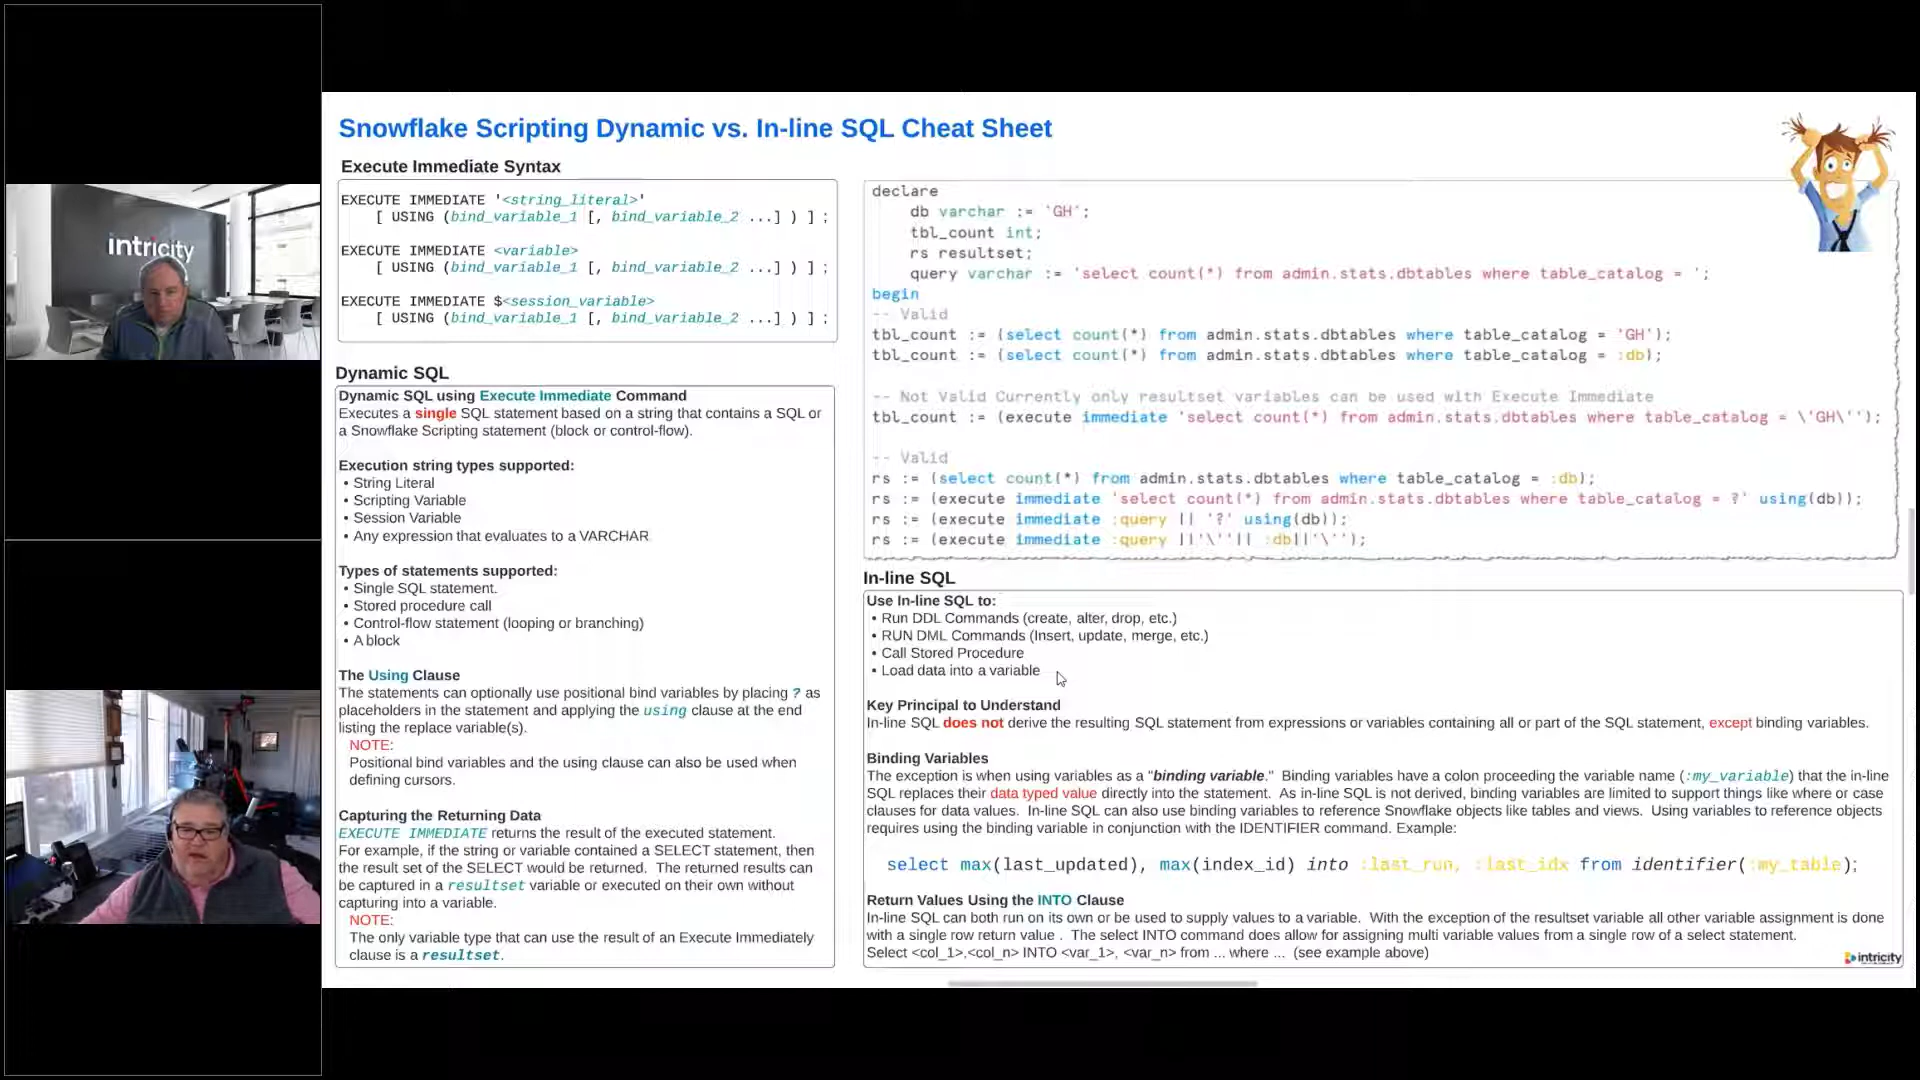 intricity
Snowflake Scripting Dynamic vs. In-line SQL Cheat Sheet
Execute Immediate Syntax
EXECUTE IMMEDIATE '<string_literal>'
[ USING (bind_variable_1 [, bind_variable_2 ...] ) ] ;
EXECUTE IMMEDIATE <variable>
[ USING (bind_variable_1 [, bind_variable_2 ...] ) ] ;
EXECUTE IMMEDIATE $<session_variable>
[ USING (bind_variable_1 [, bind_variable_2 ...] ) ] ;
Dynamic SQL
Dynamic SQL using Execute Immediate Command
Executes a single SQL statement based on a string that contains a SQL or
a Snowflake Scripting statement (block or control-flow).
Execution string types supported:
• String Literal
• Scripting Variable
• Session Variable
• Any expression that evaluates to a VARCHAR
Types of statements supported:
• Single SQL statement.
• Stored procedure call
• Control-flow statement (looping or branching)
• A block
The Using Clause
The statements can optionally use positional bind variables by placing ? as
placeholders in the statement and applying the using clause at the end
listing the replace variable(s).
NOTE:
Positional bind variables and the using clause can also be used when
defining cursors.
Capturing the Returning Data
EXECUTE IMMEDIATE returns the result of the executed statement.
For example, if the string or variable contained a SELECT statement, then
the result set of the SELECT would be returned. The returned results can
be captured in a resultset variable or executed on their own without
capturing into a variable.
NOTE:
The only variable type that can use the result of an Execute Immediately
clause is a resultset.
declare
db varchar := 'GH';
tbl_count int;
rs resultset;
query varchar := 'select count(*) from admin.stats.dbtables where table_catalog = ';
begin
-- Valid
tbl_count := (select count(*) from admin.stats.dbtables where table_catalog = 'GH');
tbl_count := (select count(*) from admin.stats.dbtables where table_catalog = :db);
-- Not Valid Currently only resultset variables can be used with Execute Immediate
tbl_count := (execute immediate 'select count(*) from admin.stats.dbtables where table_catalog = \'GH\'');
-- Valid
rs := (select count(*) from admin.stats.dbtables where table_catalog = :db);
rs := (execute immediate 'select count(*) from admin.stats.dbtables where table_catalog = ?' using(db));
rs := (execute immediate :query || '?' using(db));
rs := (execute immediate :query ||'\''|| :db||'\'');
In-line SQL
Use In-line SQL to:
• Run DDL Commands (create, alter, drop, etc.)
• RUN DML Commands (Insert, update, merge, etc.)
• Call Stored Procedure
• Load data into a variable
Key Principal to Understand
In-line SQL does not derive the resulting SQL statement from expressions or variables containing all or part of the SQL statement, except binding variables.
Binding Variables
The exception is when using variables as a "binding variable." Binding variables have a colon proceeding the variable name (:my_variable) that the in-line
SQL replaces their data typed value directly into the statement. As in-line SQL is not derived, binding variables are limited to support things like where or case
clauses for data values. In-line SQL can also use binding variables to reference Snowflake objects like tables and views. Using variables to reference objects
requires using the binding variable in conjunction with the IDENTIFIER command. Example:
select max(last_updated), max(index_id) into :last_run, :last_idx from identifier(:my_table);
Return Values Using the INTO Clause
In-line SQL can both run on its own or be used to supply values to a variable. With the exception of the resultset variable all other variable assignment is done
with a single row return value . The select INTO command does allow for assigning multi variable values from a single row of a select statement.
Select <col_1>,<col_n> INTO <var_1>, <var_n> from ... where ... (see example above)
intricity